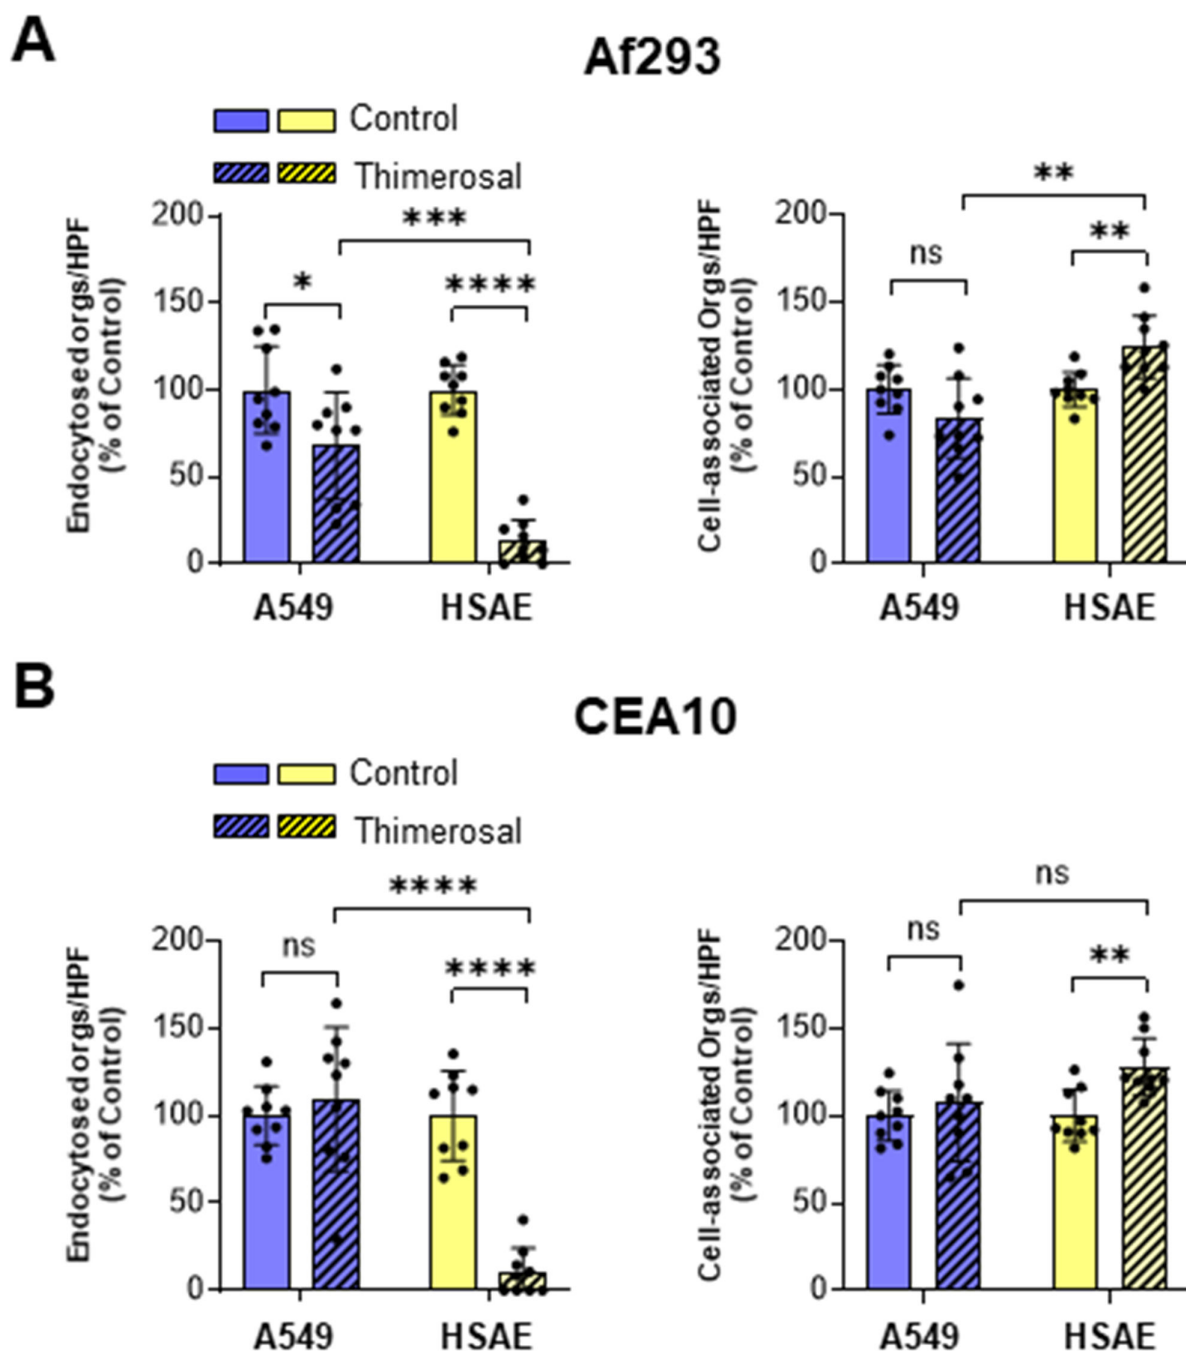 A
Af293
Control
Thimerosal
Endocytosed orgs/HPF
(% of Control)
200
150
100
50
0
*
***
****
A549
HSAE
Cell-associated Orgs/HPF
(% of Control)
200
150
100
50
0
ns
**
**
A549
HSAE
B
CEA10
Control
Thimerosal
Endocytosed orgs/HPF
(% of Control)
200
150
100
50
0
ns
****
****
A549
HSAE
Cell-associated Orgs/HPF
(% of Control)
200
150
100
50
0
ns
ns
**
A549
HSAE